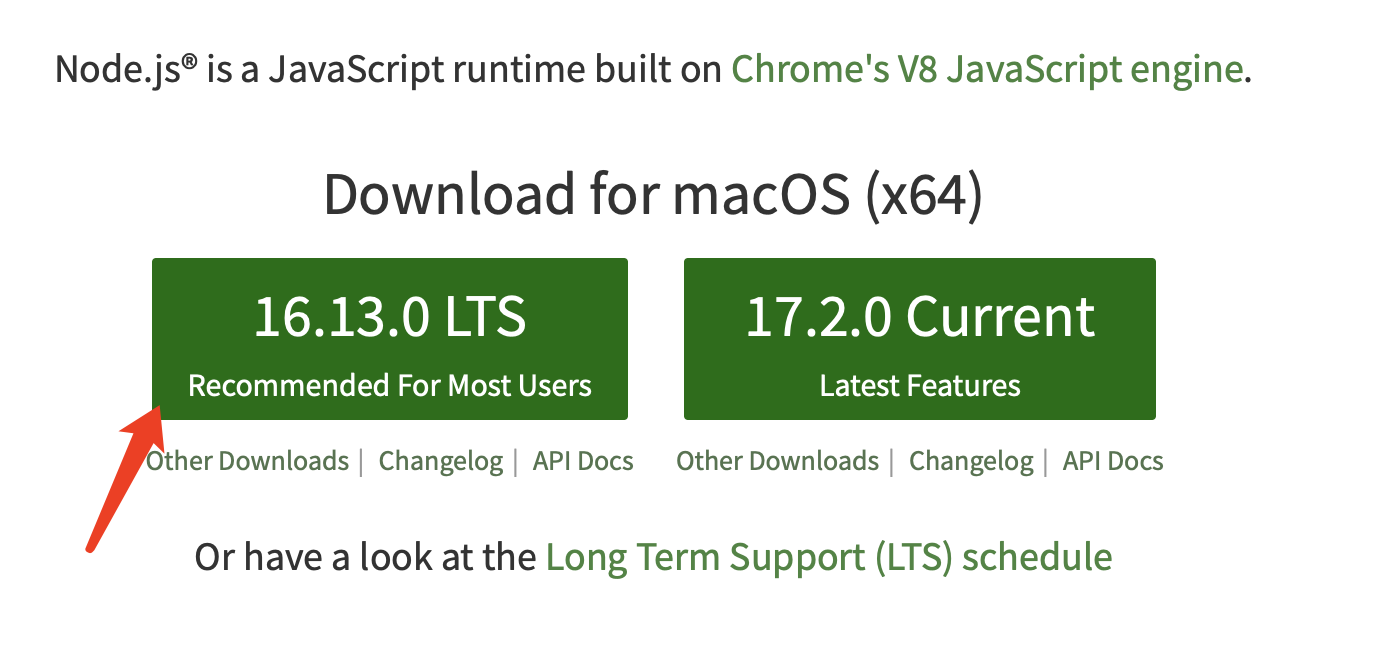 Node.js® is a JavaScript runtime built on Chrome's V8 JavaScript engine.
Download for macOS (x64)
16.13.0 LTS
Recommended For Most Users
17.2.0 Current
Latest Features
Other Downloads | Changelog | API Docs
Other Downloads | Changelog | API Docs
Or have a look at the Long Term Support (LTS) schedule